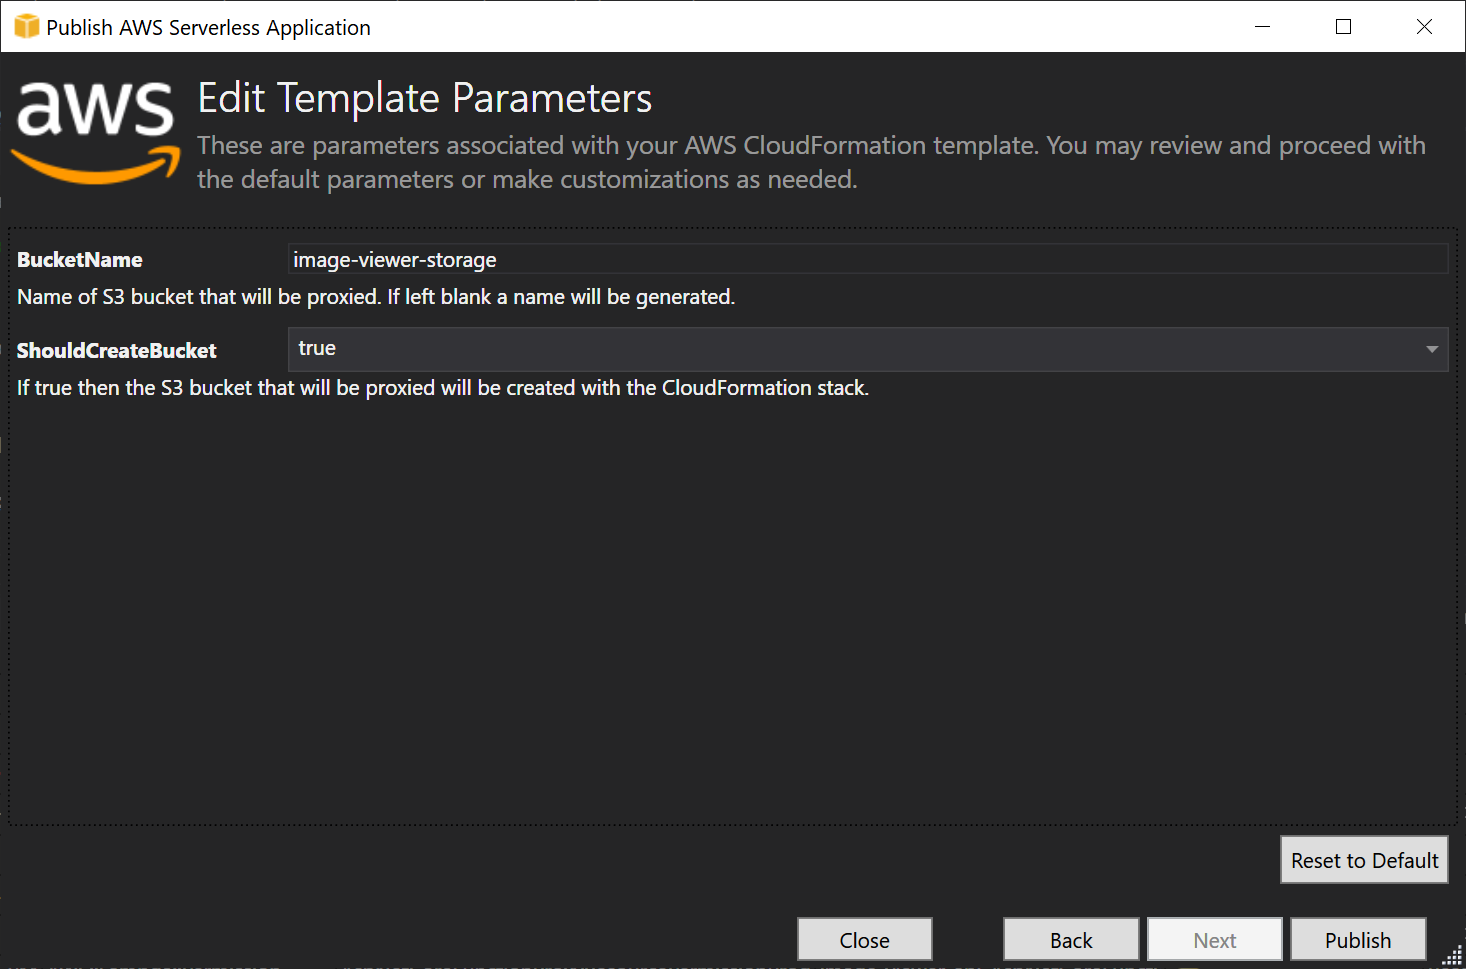 Publish AWS Serverless Application
aws
Edit Template Parameters
These are parameters associated with your AWS CloudFormation template. You may review and proceed with
the default parameters or make customizations as needed.
BucketName
image-viewer-storage
Name of S3 bucket that will be proxied. If left blank a name will be generated.
ShouldCreateBucket
true
If true then the S3 bucket that will be proxied will be created with the CloudFormation stack.
Reset to Default
Close
Back
Next
Publish